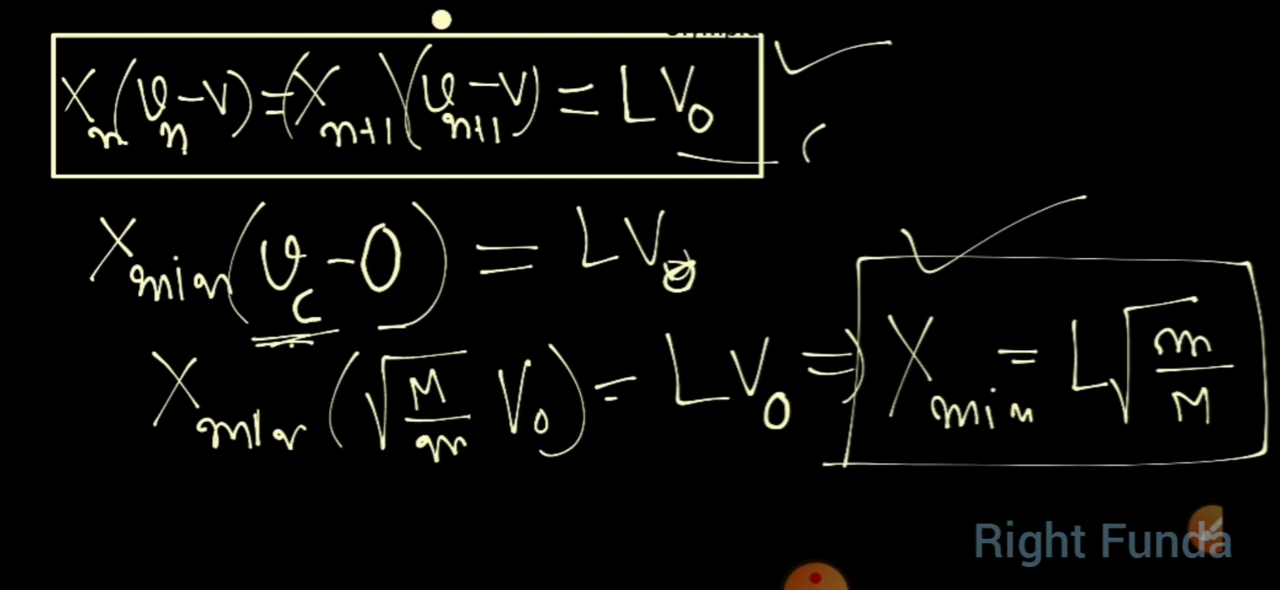 X_n (v_n - V) = (X_{n+1})(v_{n+1} - V) = LV_0
X_min (v_c - 0) = LV_0
X_min (√(M/m) V_0) = LV_0 ⇒ X_min = L√(m/M)
Right Funda